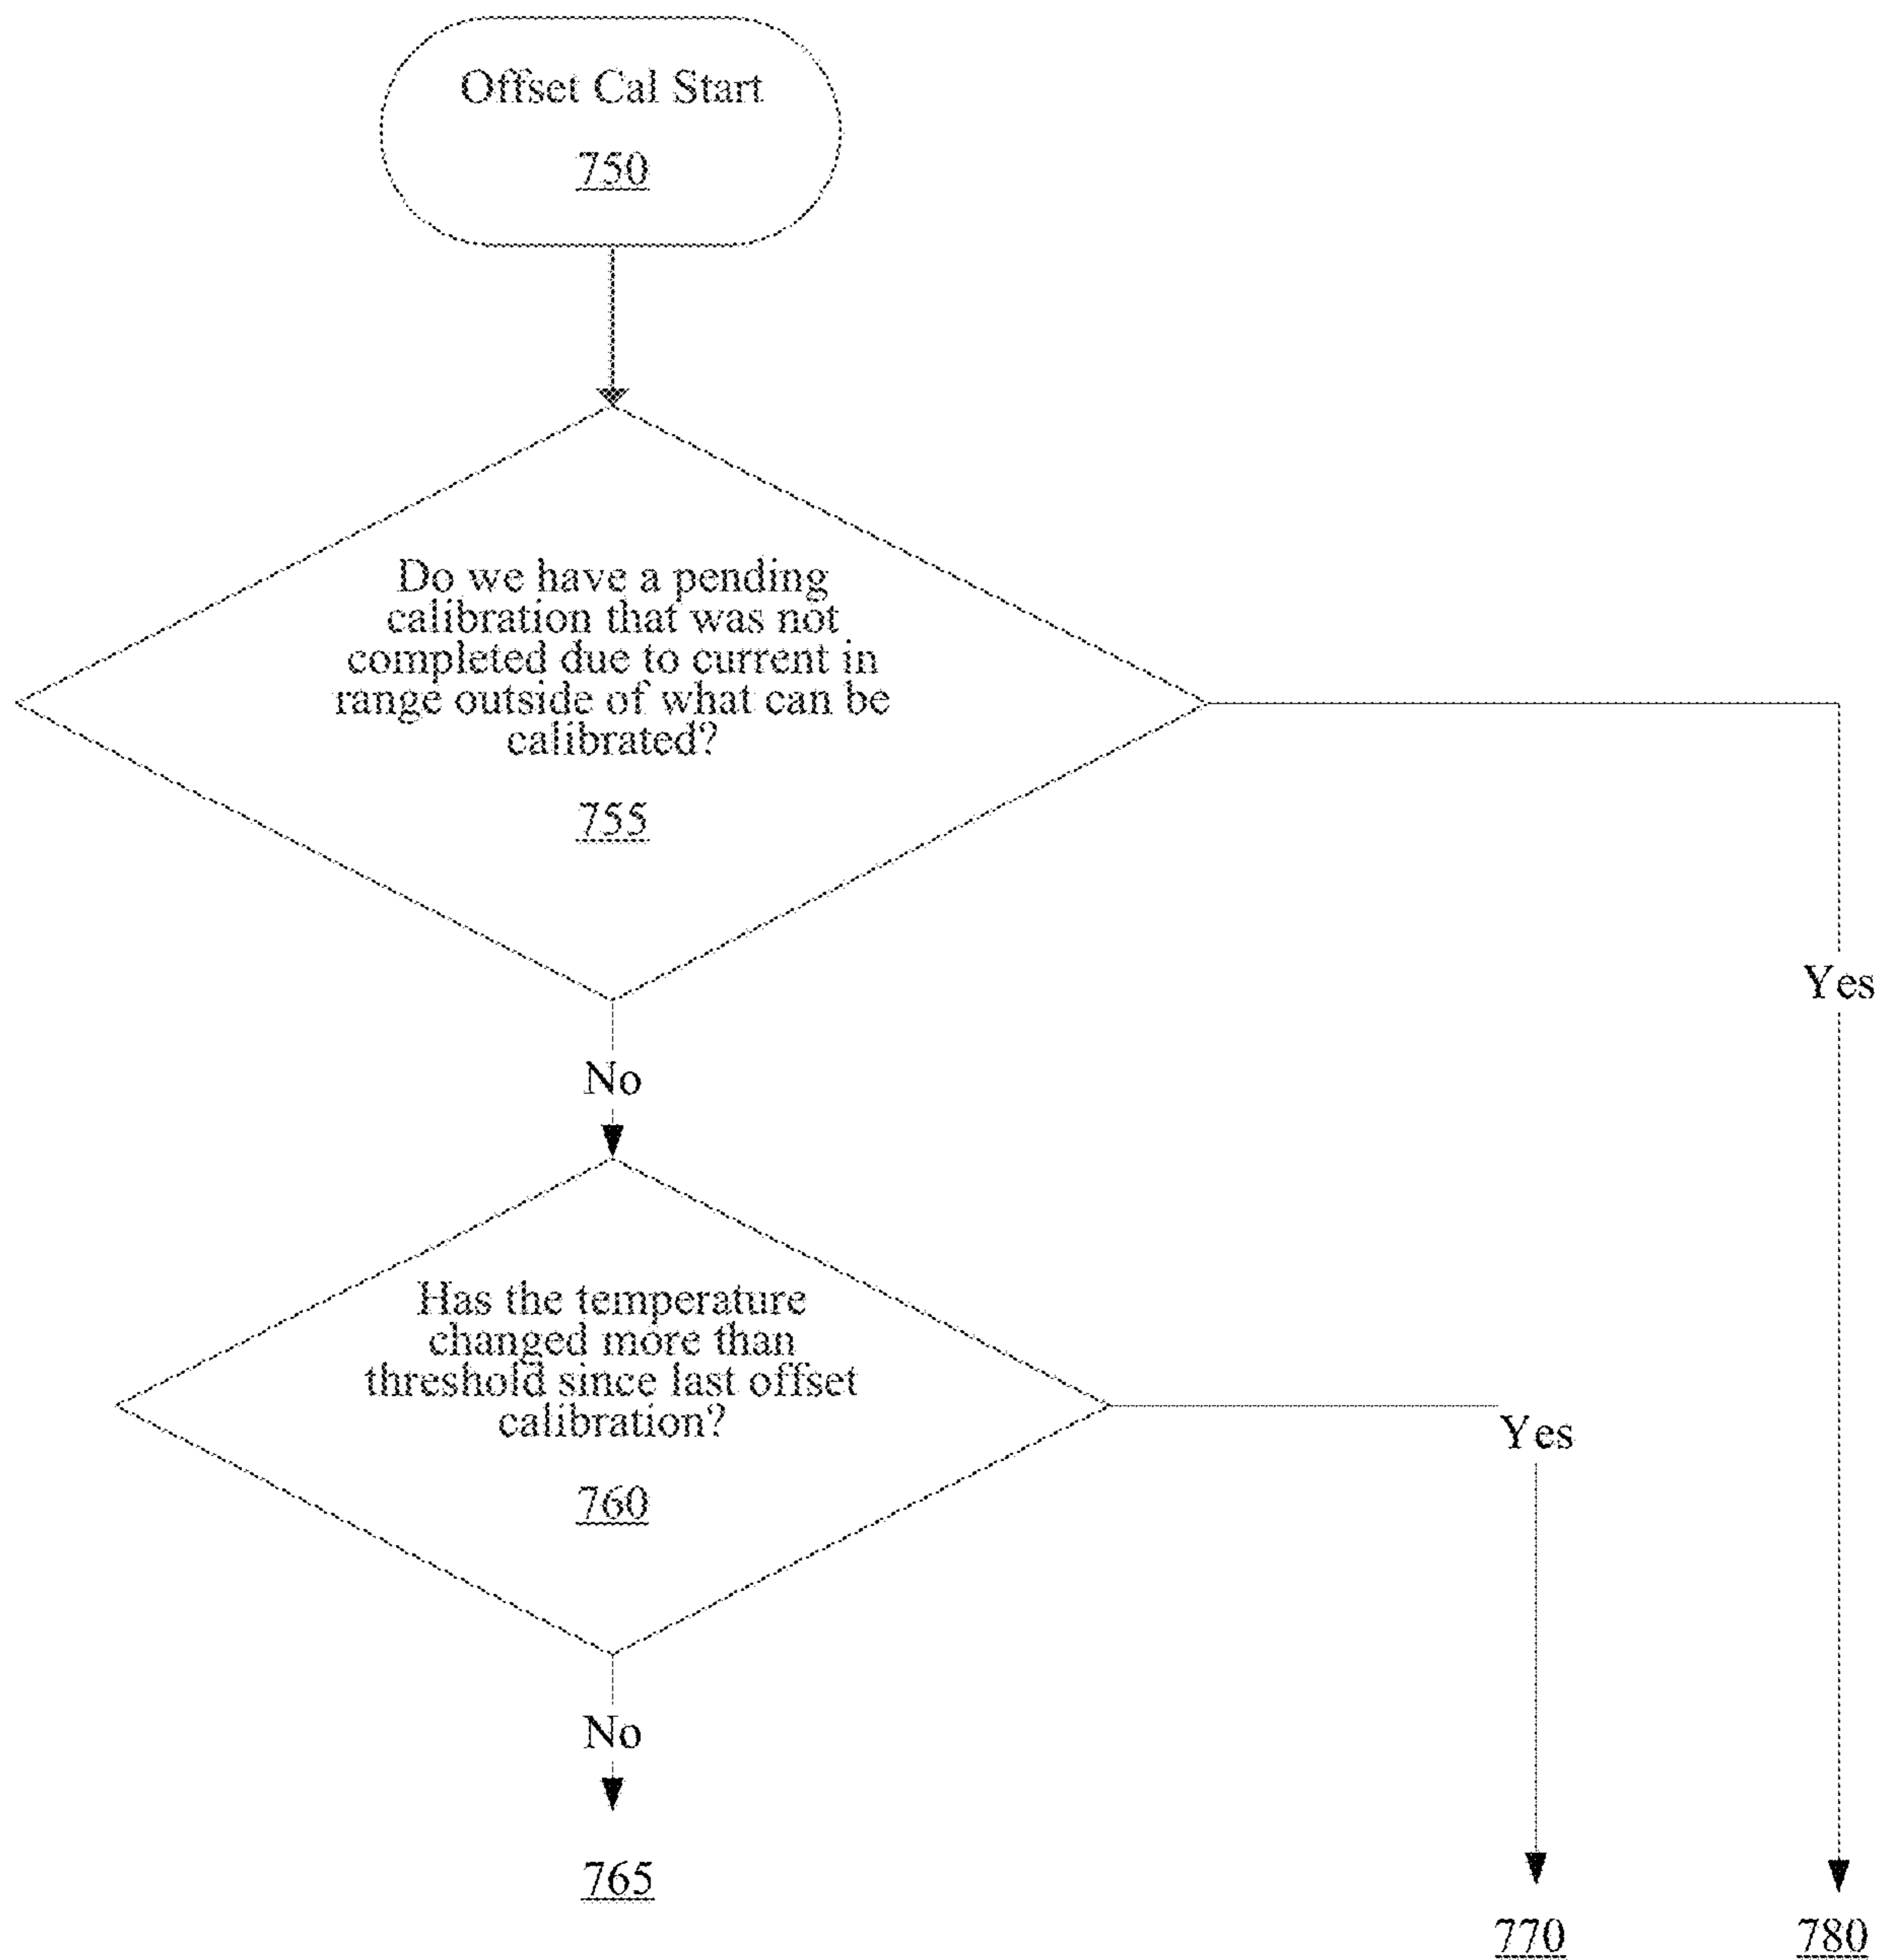 Offset Cal Start
750
Do we have a pending
calibration that was not
completed due to current in
range outside of what can be
calibrated?
755
Yes
No
Has the temperature
changed more than
threshold since last offset
calibration?
760
Yes
No
765
770
780